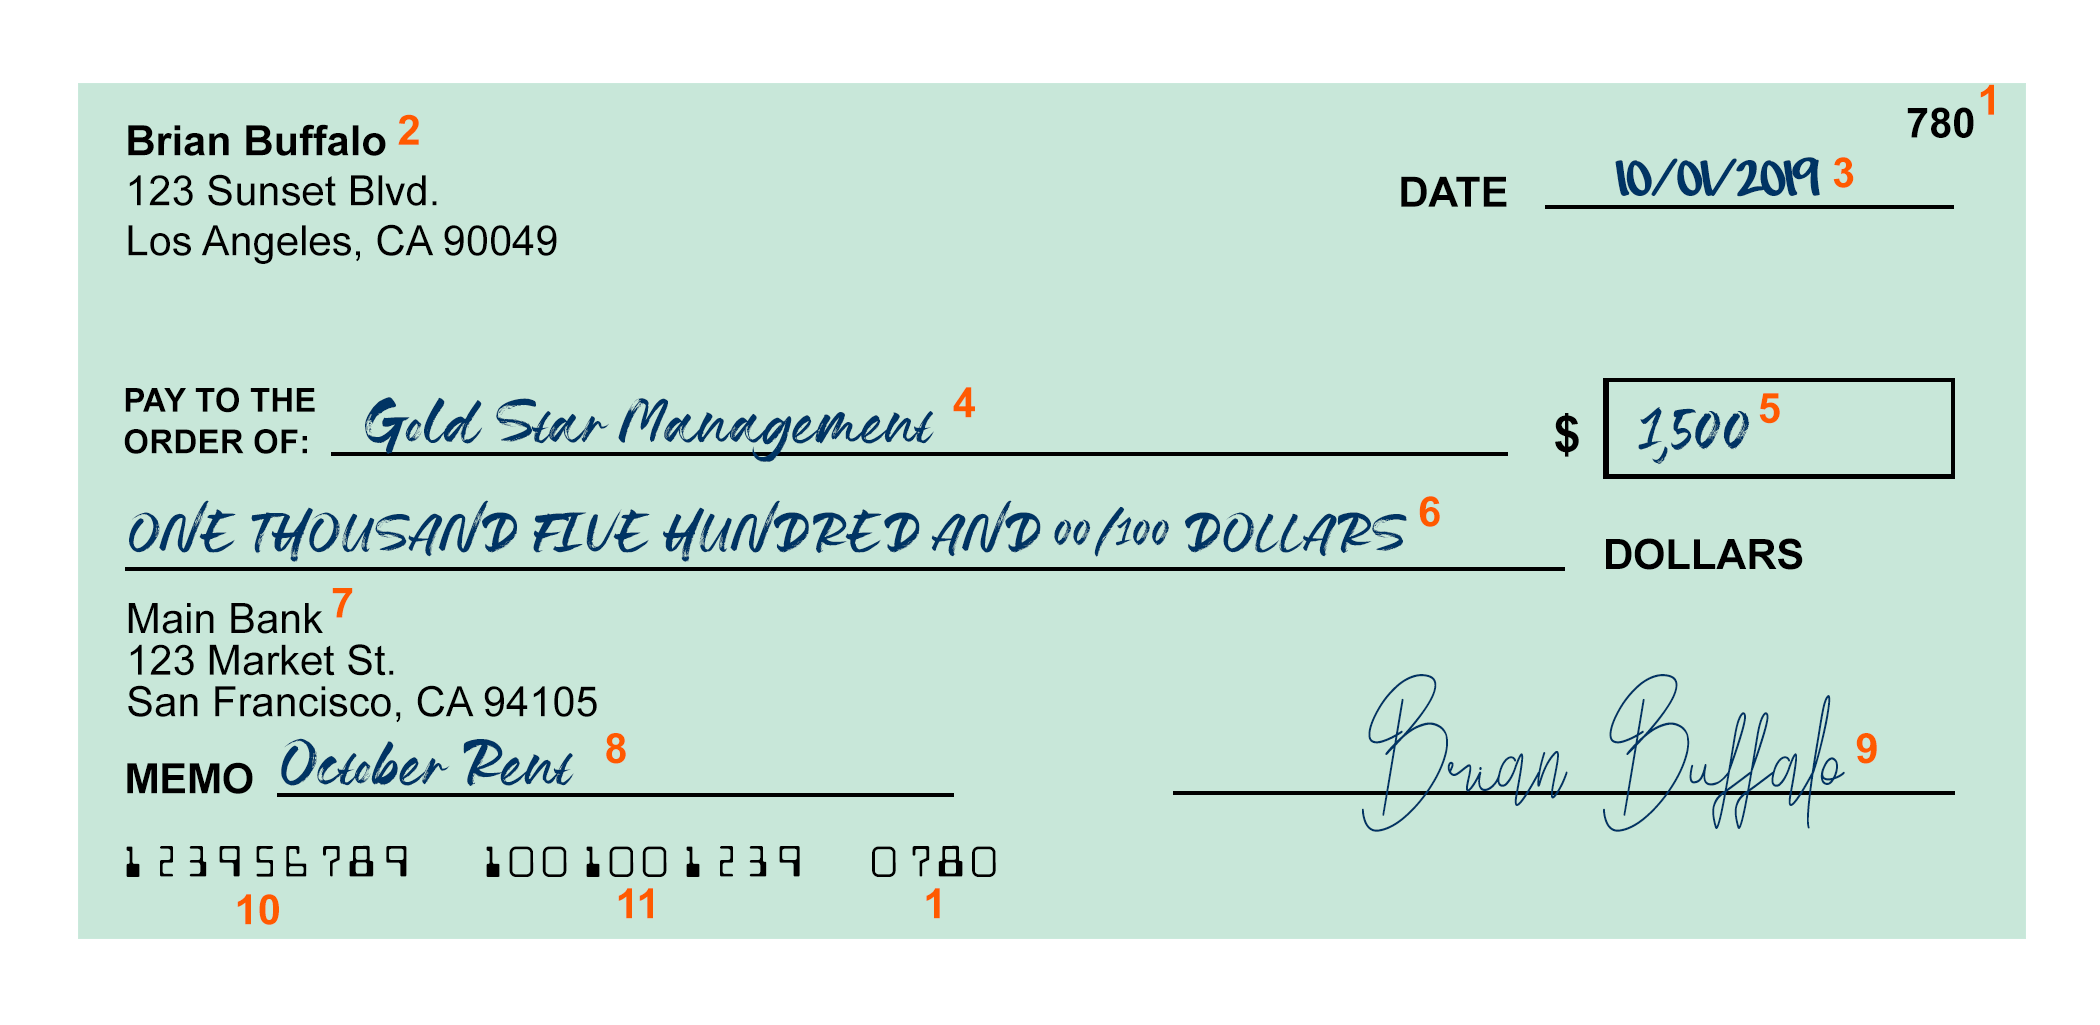 780 1
Brian Buffalo 2
123 Sunset Blvd.
Los Angeles, CA 90049
DATE 10/01/2019 3
PAY TO THE
ORDER OF: Gold Star Management 4 $ 1,500 5
ONE THOUSAND FIVE HUNDRED AND 00/100 DOLLARS 6 DOLLARS
Main Bank 7
123 Market St.
San Francisco, CA 94105
MEMO October Rent 8 Brian Buffalo 9
123956789 1001001239 0780
10 11 1